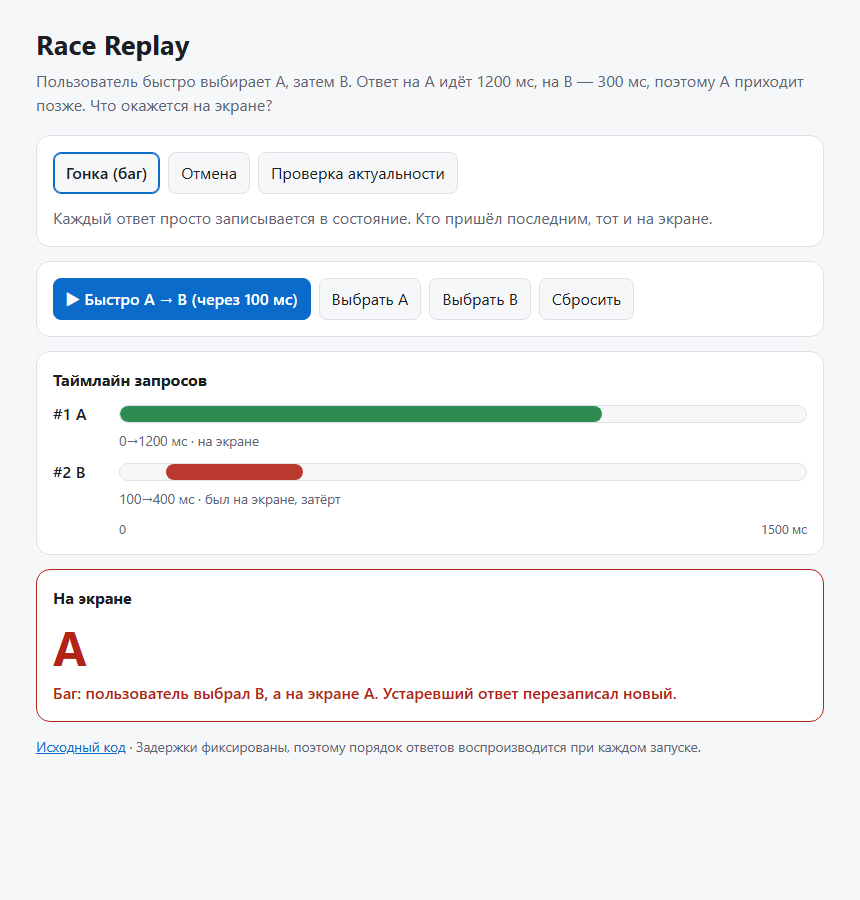 Race Replay
Пользователь быстро выбирает A, затем B. Ответ на A идёт 1200 мс, на B — 300 мс, поэтому A приходит
позже. Что окажется на экране?
Гонка (баг) Отмена Проверка актуальности
Каждый ответ просто записывается в состояние. Кто пришёл последним, тот и на экране.
▶ Быстро A → B (через 100 мс) Выбрать A Выбрать B Сбросить
Таймлайн запросов
#1 A
0→1200 мс · на экране
#2 B
100→400 мс · был на экране, затёрт
0 1500 мс
На экране
A
Баг: пользователь выбрал B, а на экране A. Устаревший ответ перезаписал новый.
Исходный код · Задержки фиксированы, поэтому порядок ответов воспроизводится при каждом запуске.